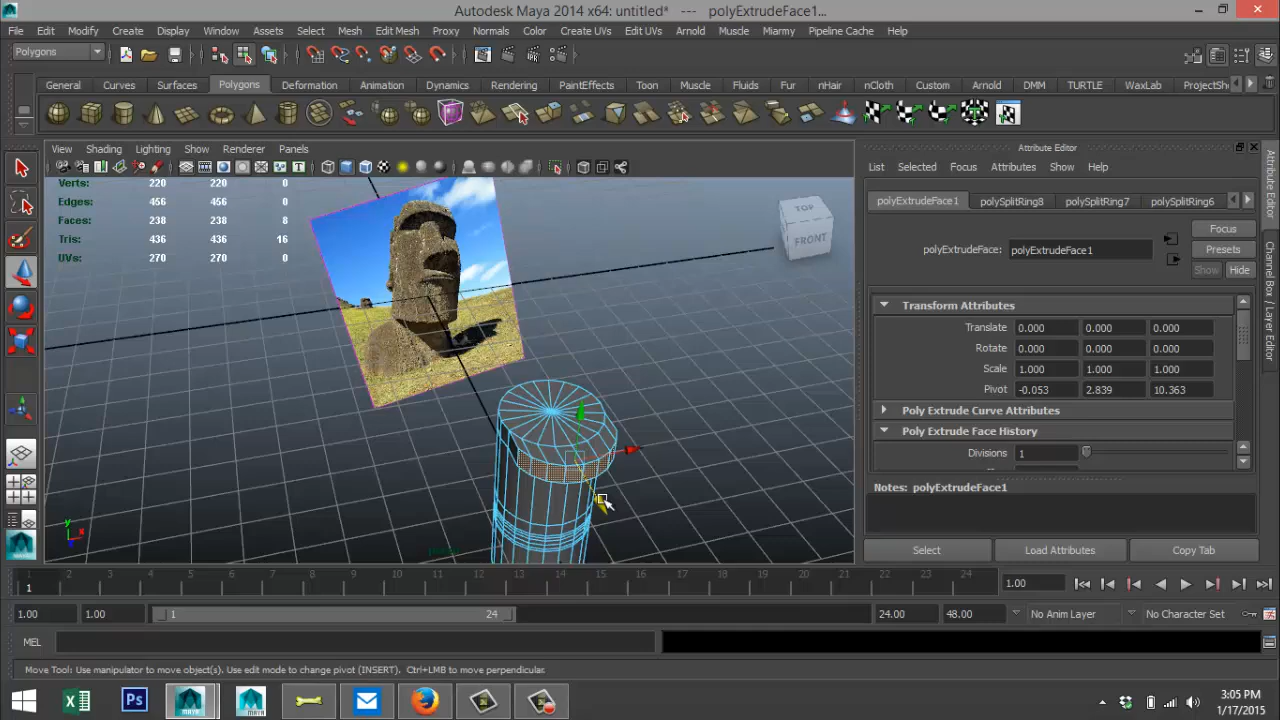 Autodesk Maya 2014 x64: untitled*   ---   polyExtrudeFace1...
File Edit Modify Create Display Window Assets Select Mesh Edit Mesh Proxy Normals Color Create UVs Edit UVs Arnold Muscle Miarmy Pipeline Cache Help
Polygons
General Curves Surfaces Polygons Deformation Animation Dynamics Rendering PaintEffects Toon Muscle Fluids Fur nHair nCloth Custom Arnold DMM TURTLE WaxLab ProjectSh
View Shading Lighting Show Renderer Panels
Attribute Editor
List Selected Focus Attributes Show Help
Verts: 220 220 0
Edges: 456 456 0
Faces: 238 238 8
Tris: 436 436 16
UVs: 270 270 0
TOP
FRONT
polyExtrudeFace1 polySplitRing8 polySplitRing7 polySplitRing6
Focus
polyExtrudeFace: polyExtrudeFace1
Presets
Show Hide
Transform Attributes
Translate 0.000 0.000 0.000
Rotate 0.000 0.000 0.000
Scale 1.000 1.000 1.000
Pivot -0.053 2.839 10.363
Poly Extrude Curve Attributes
Poly Extrude Face History
Divisions 1
Notes: polyExtrudeFace1
Select Load Attributes Copy Tab
Attribute Editor
Channel Box / Layer Editor
y
x
1 2 3 4 5 6 7 8 9 10 11 12 13 14 15 16 17 18 19 20 21 22 23 24
1
1.00
1.00 1.00 1 24 24.00 48.00 No Anim Layer No Character Set
MEL
Move Tool: Use manipulator to move object(s). Use edit mode to change pivot (INSERT). Ctrl+LMB to move perpendicular.
3:05 PM
1/17/2015